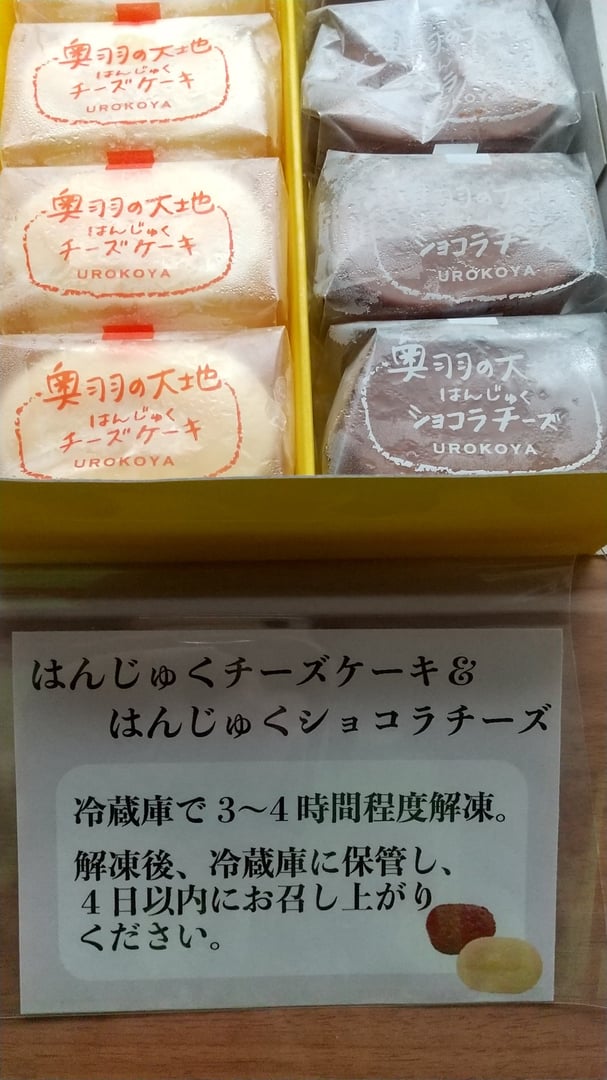 奥羽の大地
はんじゅく
チーズケーキ
UROKOYA
奥羽の大地
はんじゅく
チーズケーキ
UROKOYA
奥羽の大地
はんじゅく
チーズケーキ
UROKOYA
UROKOYA
ショコラチーズ
UROKOYA
奥羽の大
はんじゅく
ショコラチーズ
UROKOYA
はんじゅくチーズケーキ&
はんじゅくショコラチーズ
冷蔵庫で3〜4時間程度解凍。
解凍後、冷蔵庫に保管し、
4日以内にお召し上がり
ください。